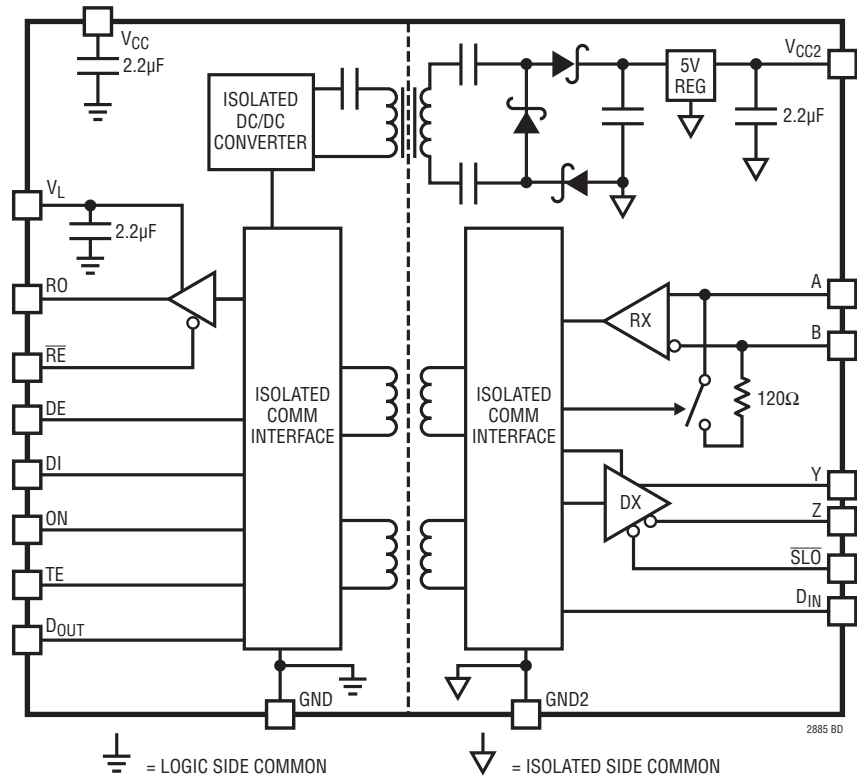 VCC
2.2µF
ISOLATED
DC/DC
CONVERTER
5V
REG
VCC2
2.2µF
VL
2.2µF
RO
R̅E̅
DE
DI
ON
TE
DOUT
ISOLATED
COMM
INTERFACE
ISOLATED
COMM
INTERFACE
RX
A
B
120Ω
DX
Y
Z
S̅L̅O̅
DIN
GND
GND2
2885 BD
= LOGIC SIDE COMMON
= ISOLATED SIDE COMMON